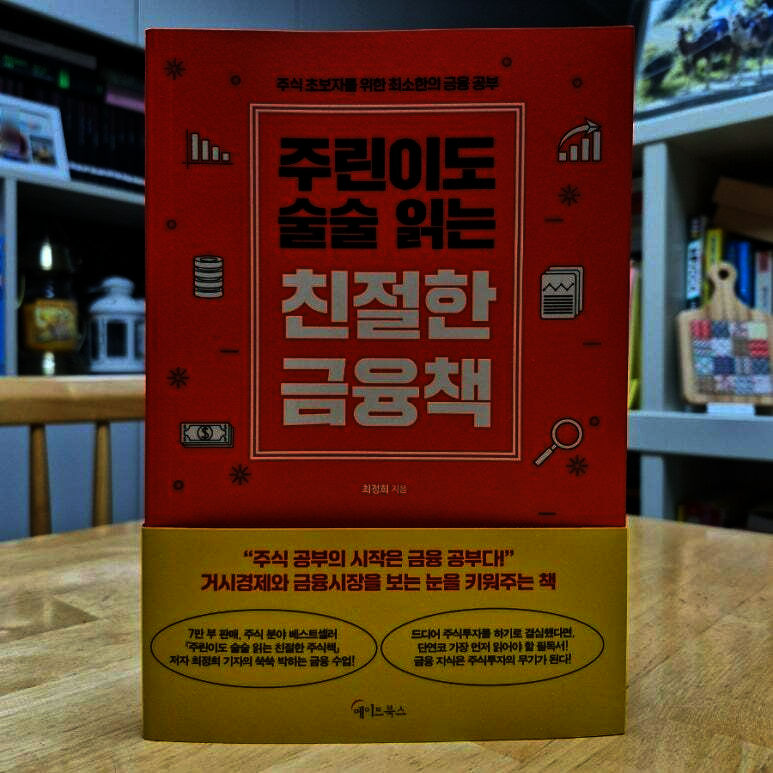 주식 초보자를 위한 최소한의 금융 공부
주린이도
술술 읽는
친절한
금융책
최정희 지음
“주식 공부의 시작은 금융 공부다!”
거시경제와 금융시장을 보는 눈을 키워주는 책
7만 부 판매, 주식 분야 베스트셀러
『주린이도 술술 읽는 친절한 주식책』
저자 최정희 기자의 쏙쏙 박히는 금융 수업!
드디어 주식투자를 하기로 결심했다면,
단연코 가장 먼저 읽어야 할 필독서!
금융 지식은 주식투자의 무기가 된다!
메이트북스